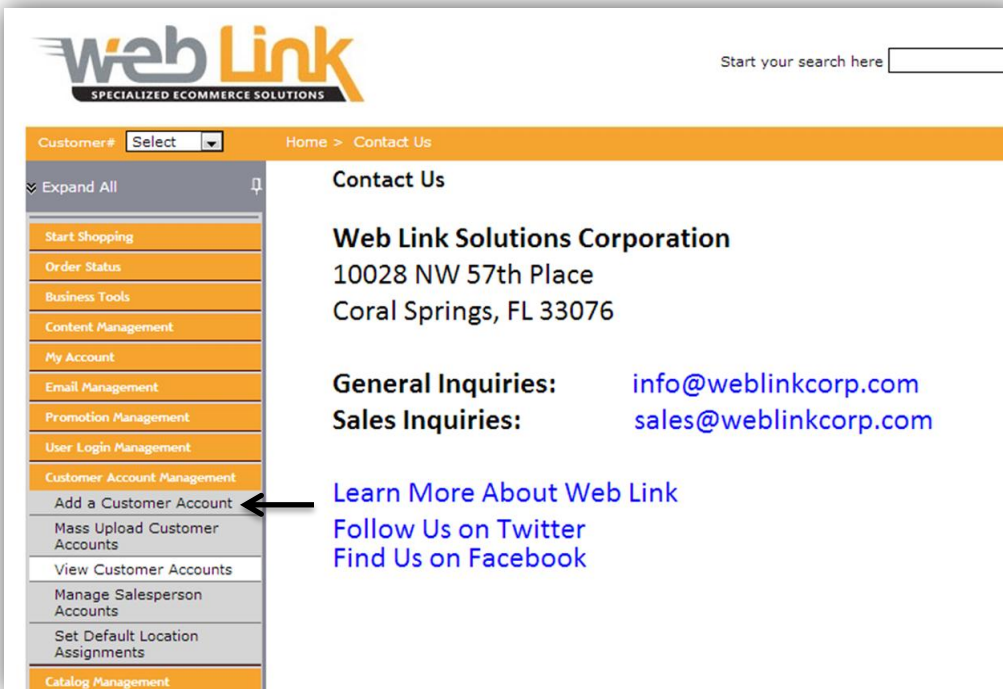 Web Link
SPECIALIZED ECOMMERCE SOLUTIONS
Start your search here
Customer# Select
Home > Contact Us
Expand All
Start Shopping
Order Status
Business Tools
Content Management
My Account
Email Management
Promotion Management
User Login Management
Customer Account Management
Add a Customer Account
Mass Upload Customer
Accounts
View Customer Accounts
Manage Salesperson
Accounts
Set Default Location
Assignments
Catalog Management
Contact Us
Web Link Solutions Corporation
10028 NW 57th Place
Coral Springs, FL 33076
General Inquiries: info@weblinkcorp.com
Sales Inquiries: sales@weblinkcorp.com
Learn More About Web Link
Follow Us on Twitter
Find Us on Facebook